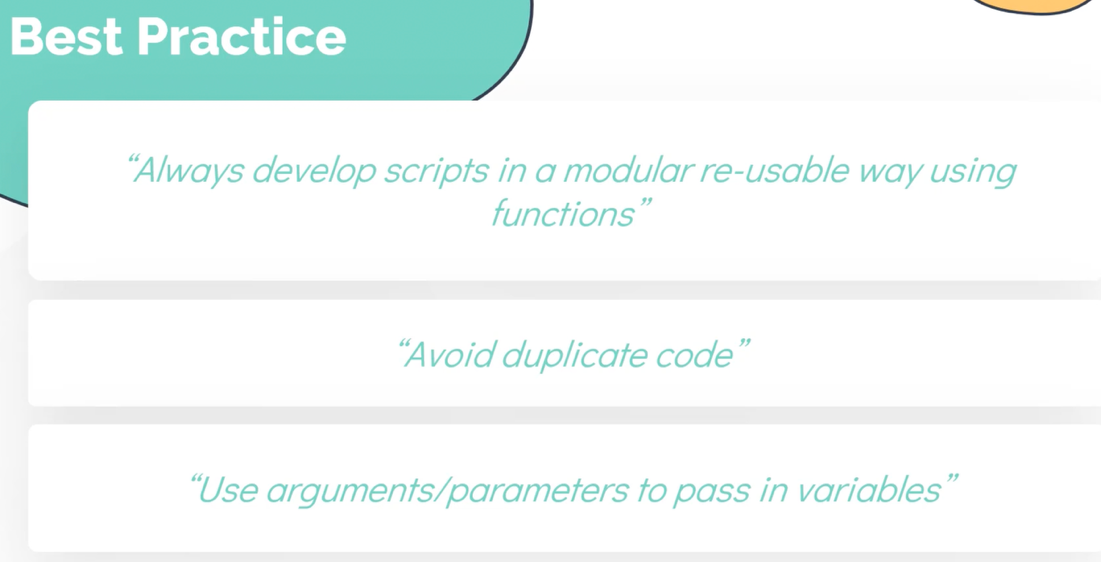 Best Practice
“Always develop scripts in a modular re-usable way using
functions”
“Avoid duplicate code”
“Use arguments/parameters to pass in variables”